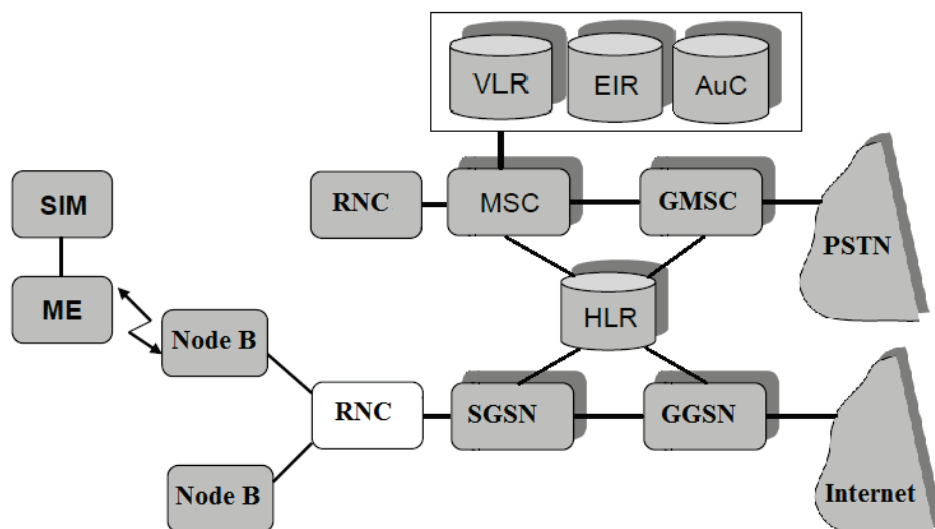 VLR
EIR
AuC
SIM
RNC
MSC
GMSC
PSTN
ME
HLR
Node B
RNC
SGSN
GGSN
Node B
Internet